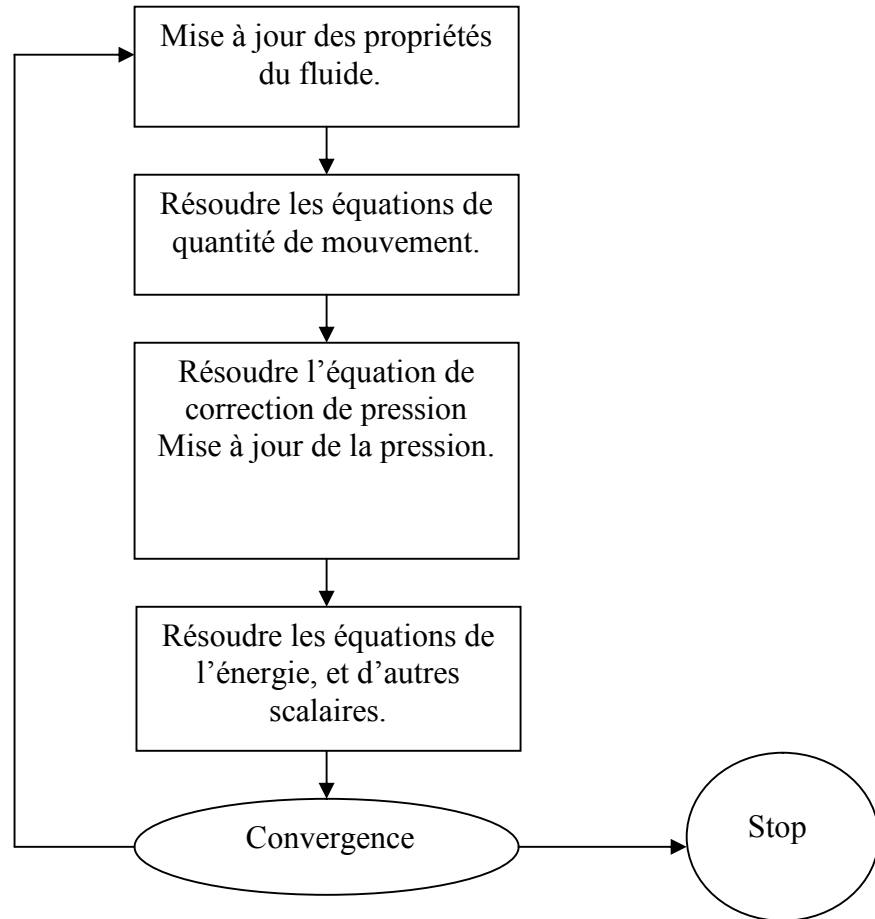 Mise à jour des propriétés
du fluide.
Résoudre les équations de
quantité de mouvement.
Résoudre l’équation de
correction de pression
Mise à jour de la pression.
Résoudre les équations de
l’énergie, et d’autres
scalaires.
Convergence
Stop